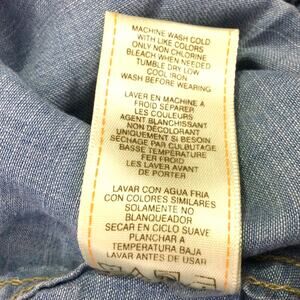 MACHINE WASH COLD
WITH LIKE COLORS
ONLY NON CHLORINE
BLEACH WHEN NEEDED
TUMBLE DRY LOW
COOL IRON
WASH BEFORE WEARING
LAVER EN MACHINE A
FROID SEPARER
LES COULEURS
AGENT BLANCHISSANT
NON DÉCOLORANT
UNIQUEMENT SI BESOIN
SÉCHAGE PAR CULBUTAGE
BASSE TEMPÉRATURE
FER FROID
LES LAVER AVANT
DE PORTER
LAVAR CON AGUA FRIA
CON COLORES SIMILARES
SOLAMENTE NO
BLANQUEADOR
SECAR EN CICLO SUAVE
PLANCHAR A
TEMPERATURA BAJA
LAVAR ANTES DE USAR